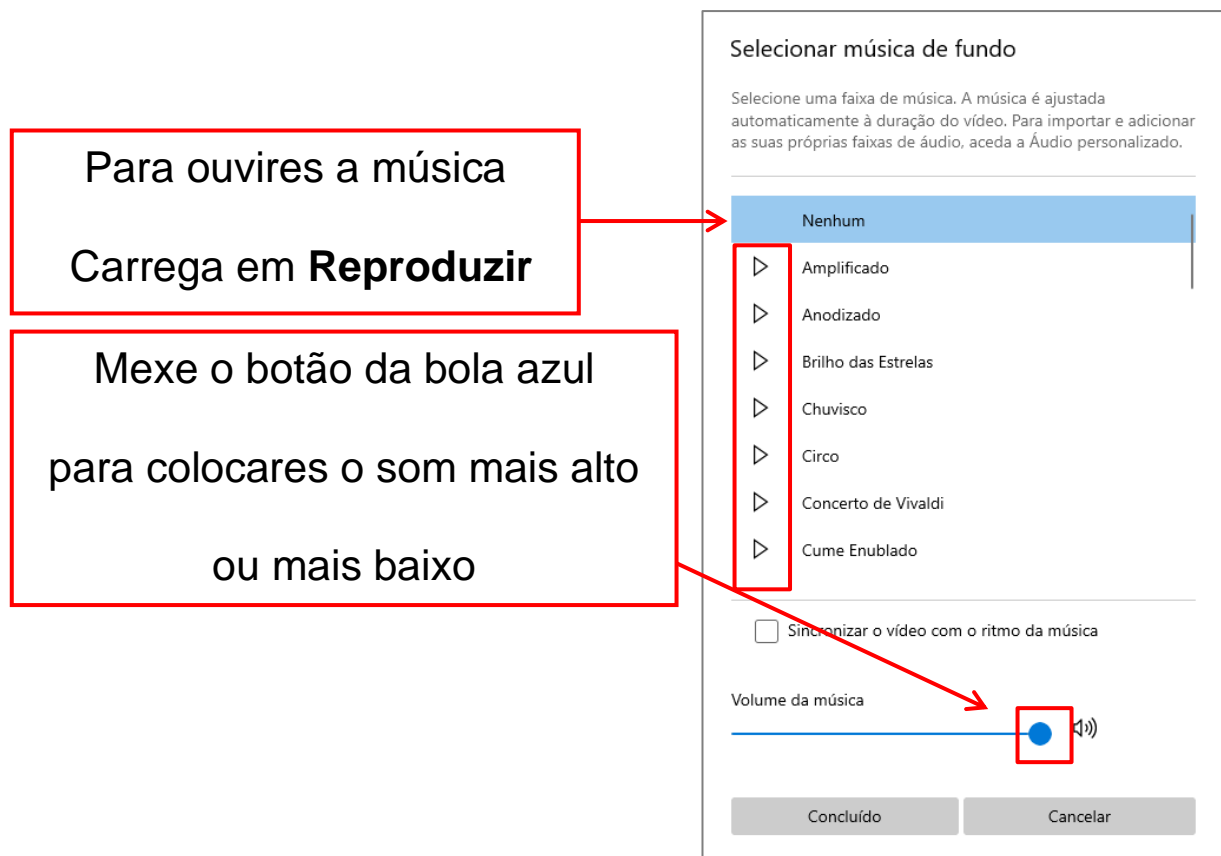 Para ouvires a música
Carrega em Reproduzir
Mexe o botão da bola azul
para colocares o som mais alto
ou mais baixo
Selecionar música de fundo
Selecione uma faixa de música. A música é ajustada
automaticamente à duração do vídeo. Para importar e adicionar
as suas próprias faixas de áudio, aceda a Áudio personalizado.
Nenhum
Amplificado
Anodizado
Brilho das Estrelas
Chuvisco
Circo
Concerto de Vivaldi
Cume Enublado
Sincronizar o vídeo com o ritmo da música
Volume da música
Concluído
Cancelar